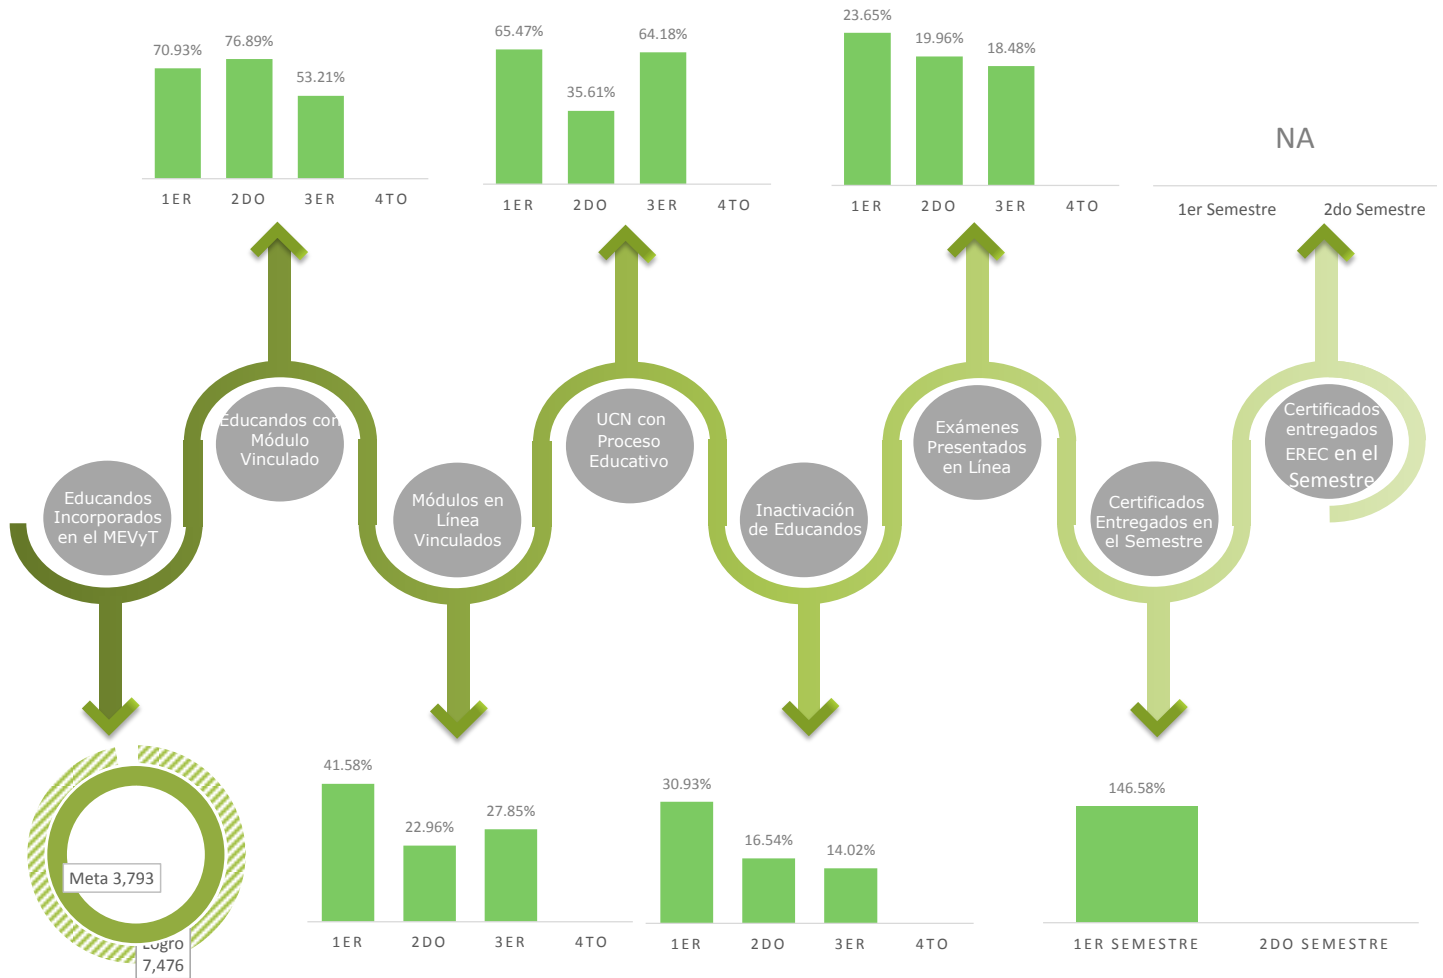 70.93%
76.89%
53.21%
1ER 2DO 3ER 4TO
65.47%
35.61%
64.18%
1ER 2DO 3ER 4TO
23.65%
19.96%
18.48%
1ER 2DO 3ER 4TO
NA
1er Semestre 2do Semestre
Educandos Incorporados en el MEVyT
Educandos con
Módulo
Vinculado
Módulos en
Línea
Vinculados
UCN con
Proceso
Educativo
Inactivación
de Educandos
Exámenes
Presentados
en Línea
Certificados
Entregados en
el Semestre
Certificados
entregados
EREC en el
Semestre
Meta 3,793
Logro
7,476
41.58%
22.96%
27.85%
1ER 2DO 3ER 4TO
30.93%
16.54%
14.02%
1ER 2DO 3ER 4TO
146.58%
1ER SEMESTRE 2DO SEMESTRE